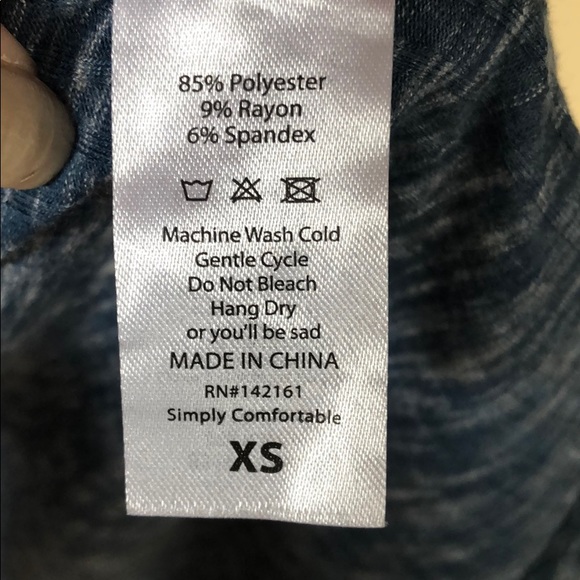 85% Polyester
9% Rayon
6% Spandex
Machine Wash Cold
Gentle Cycle
Do Not Bleach
Hang Dry
or you'll be sad
MADE IN CHINA
RN#142161
Simply Comfortable
XS